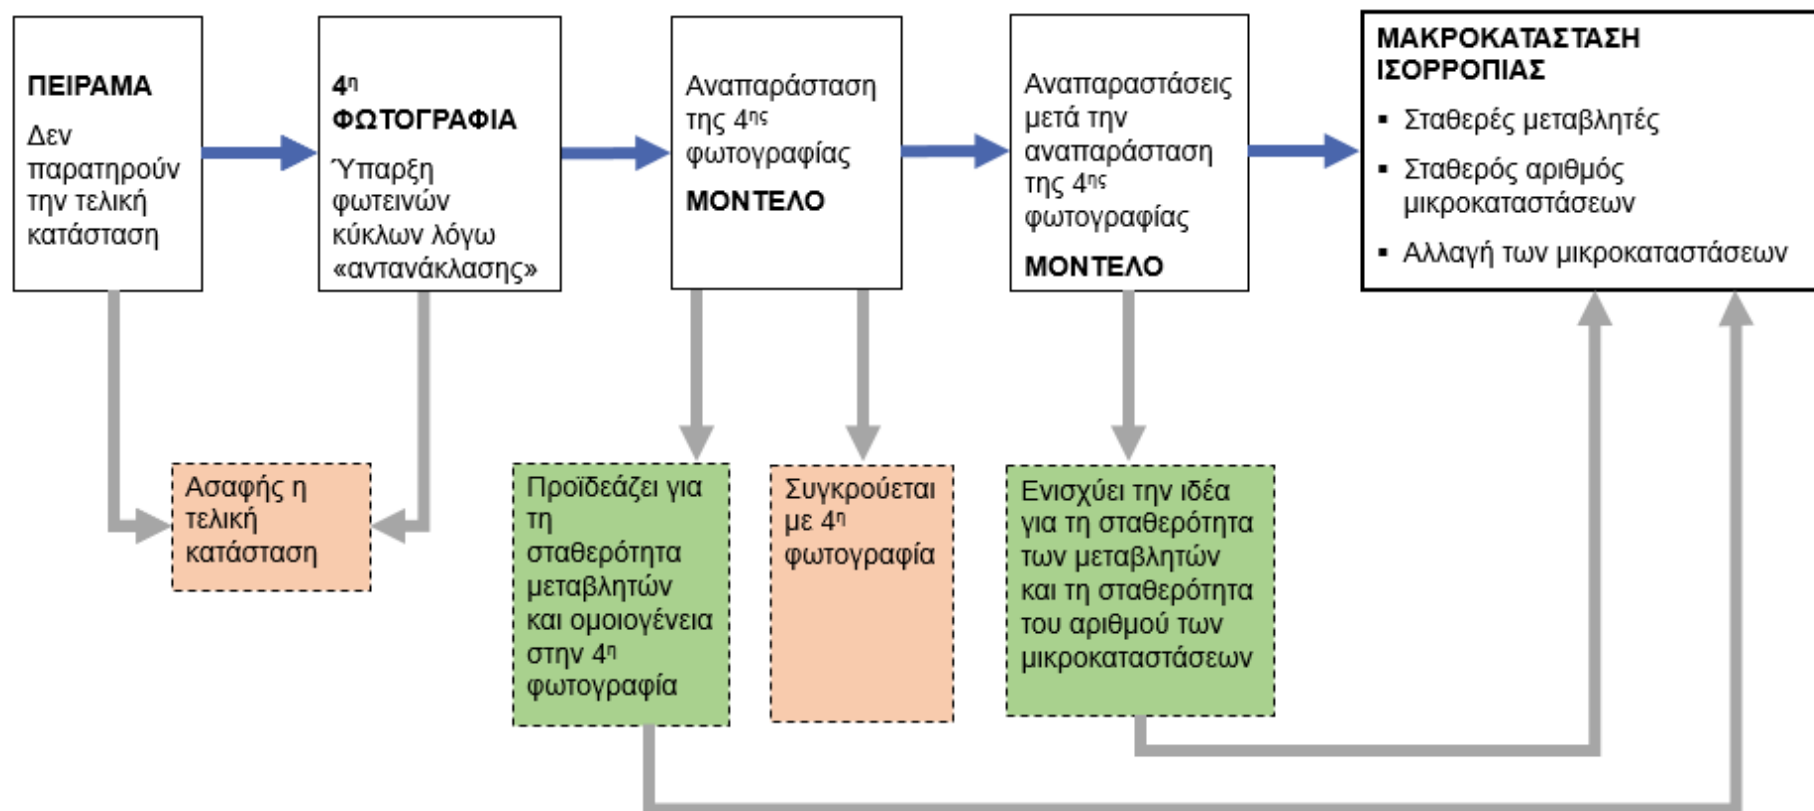 ΠΕΙΡΑΜΑ
Δεν
παρατηρούν
την τελική
κατάσταση
4η
ΦΩΤΟΓΡΑΦΙΑ
Ύπαρξη
φωτεινών
κύκλων λόγω
«αντανάκλασης»
Αναπαράσταση
της 4ης
φωτογραφίας
ΜΟΝΤΕΛΟ
Αναπαραστάσεις
μετά την
αναπαράσταση
της 4ης
φωτογραφίας
ΜΟΝΤΕΛΟ
ΜΑΚΡΟΚΑΤΑΣΤΑΣΗ
ΙΣΟΡΡΟΠΙΑΣ
▪ Σταθερές μεταβλητές
▪ Σταθερός αριθμός
μικροκαταστάσεων
▪ Αλλαγή των μικροκαταστάσεων
Ασαφής η
τελική
κατάσταση
Προϊδεάζει για
τη
σταθερότητα
μεταβλητών
και ομοιογένεια
στην 4η
φωτογραφία
Συγκρούεται
με 4η
φωτογραφία
Ενισχύει την ιδέα
για τη σταθερότητα
των μεταβλητών
και τη σταθερότητα
του αριθμού των
μικροκαταστάσεων